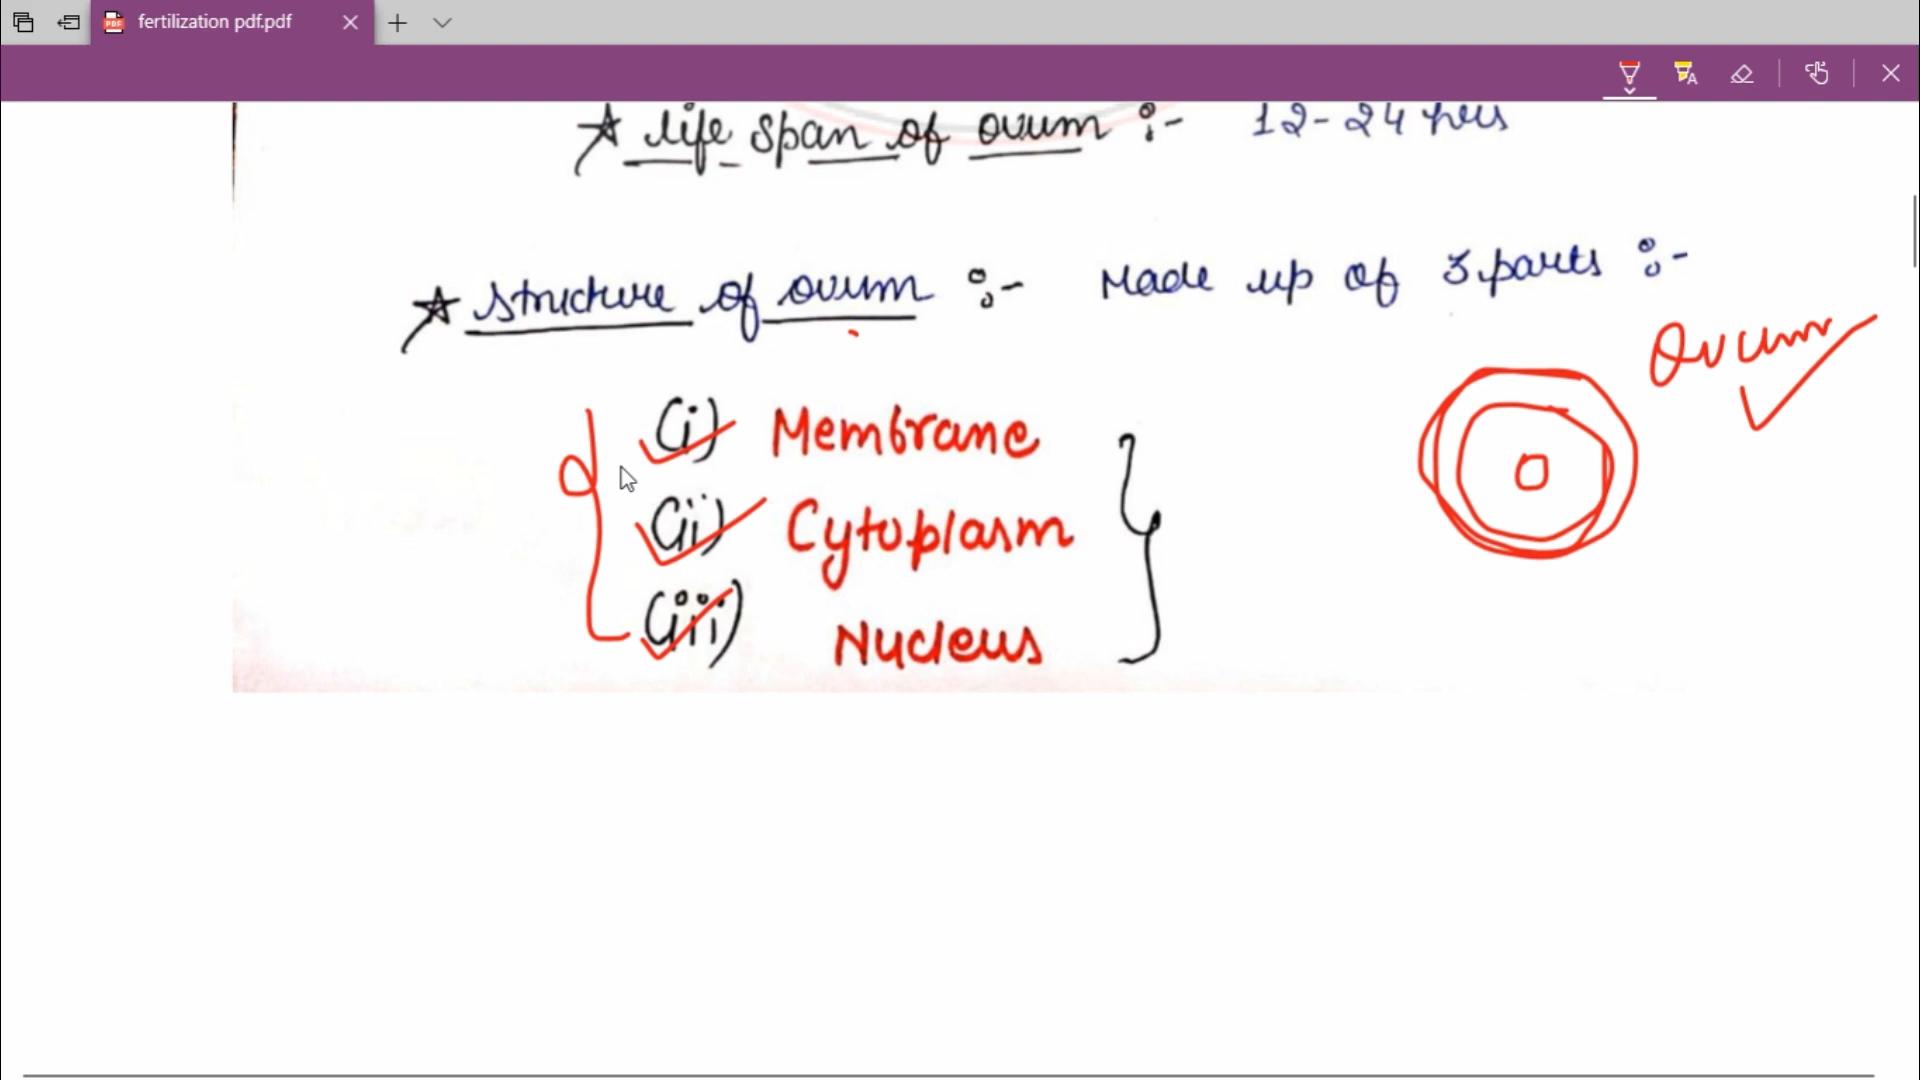 fertilization pdf.pdf
life span of ovum :- 12-24 hrs
structure of ovum :- Made up of 3 parts :-
Ovum
(i) Membrane
(ii) Cytoplasm
(iii) Nucleus